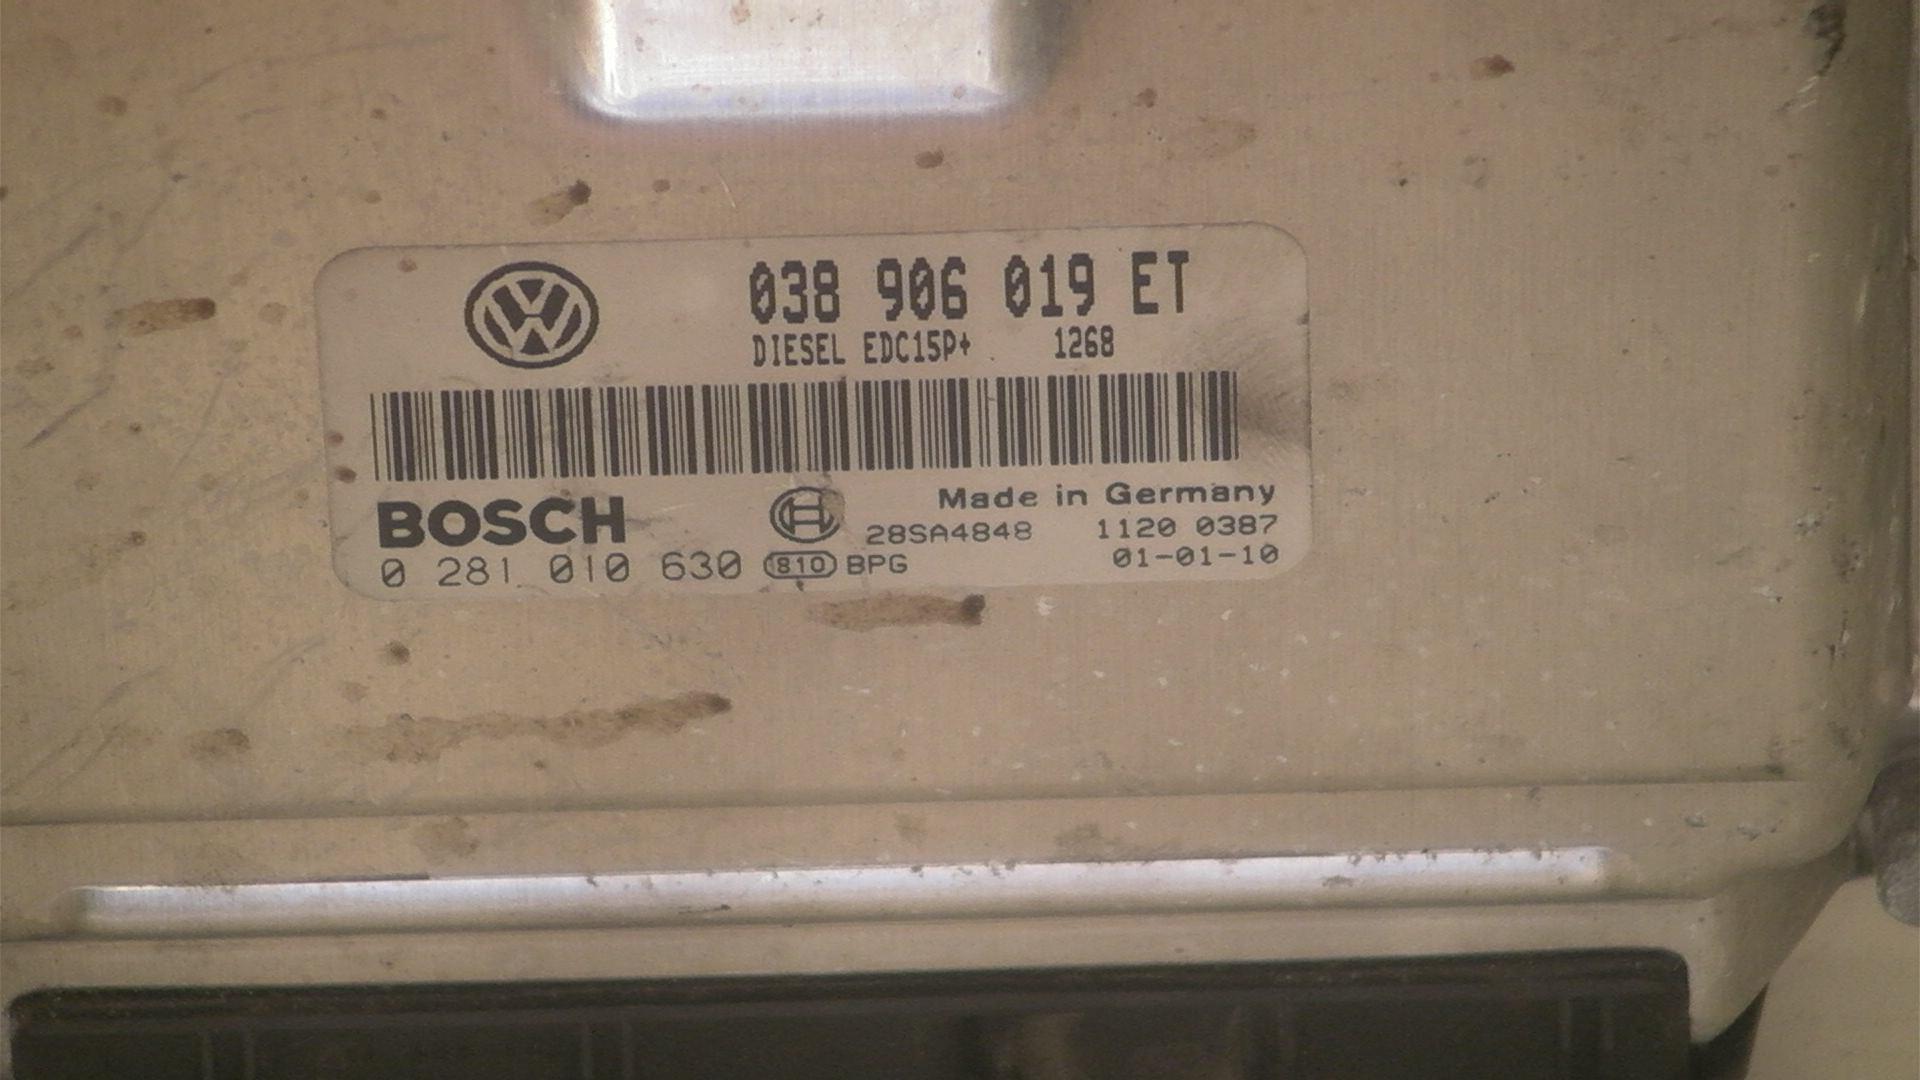 038 906 019 ET
DIESEL EDC15P+ 1268
BOSCH
Made in Germany
28SA4848 1120 0387
0 281 010 630 810 BPG 01-01-10